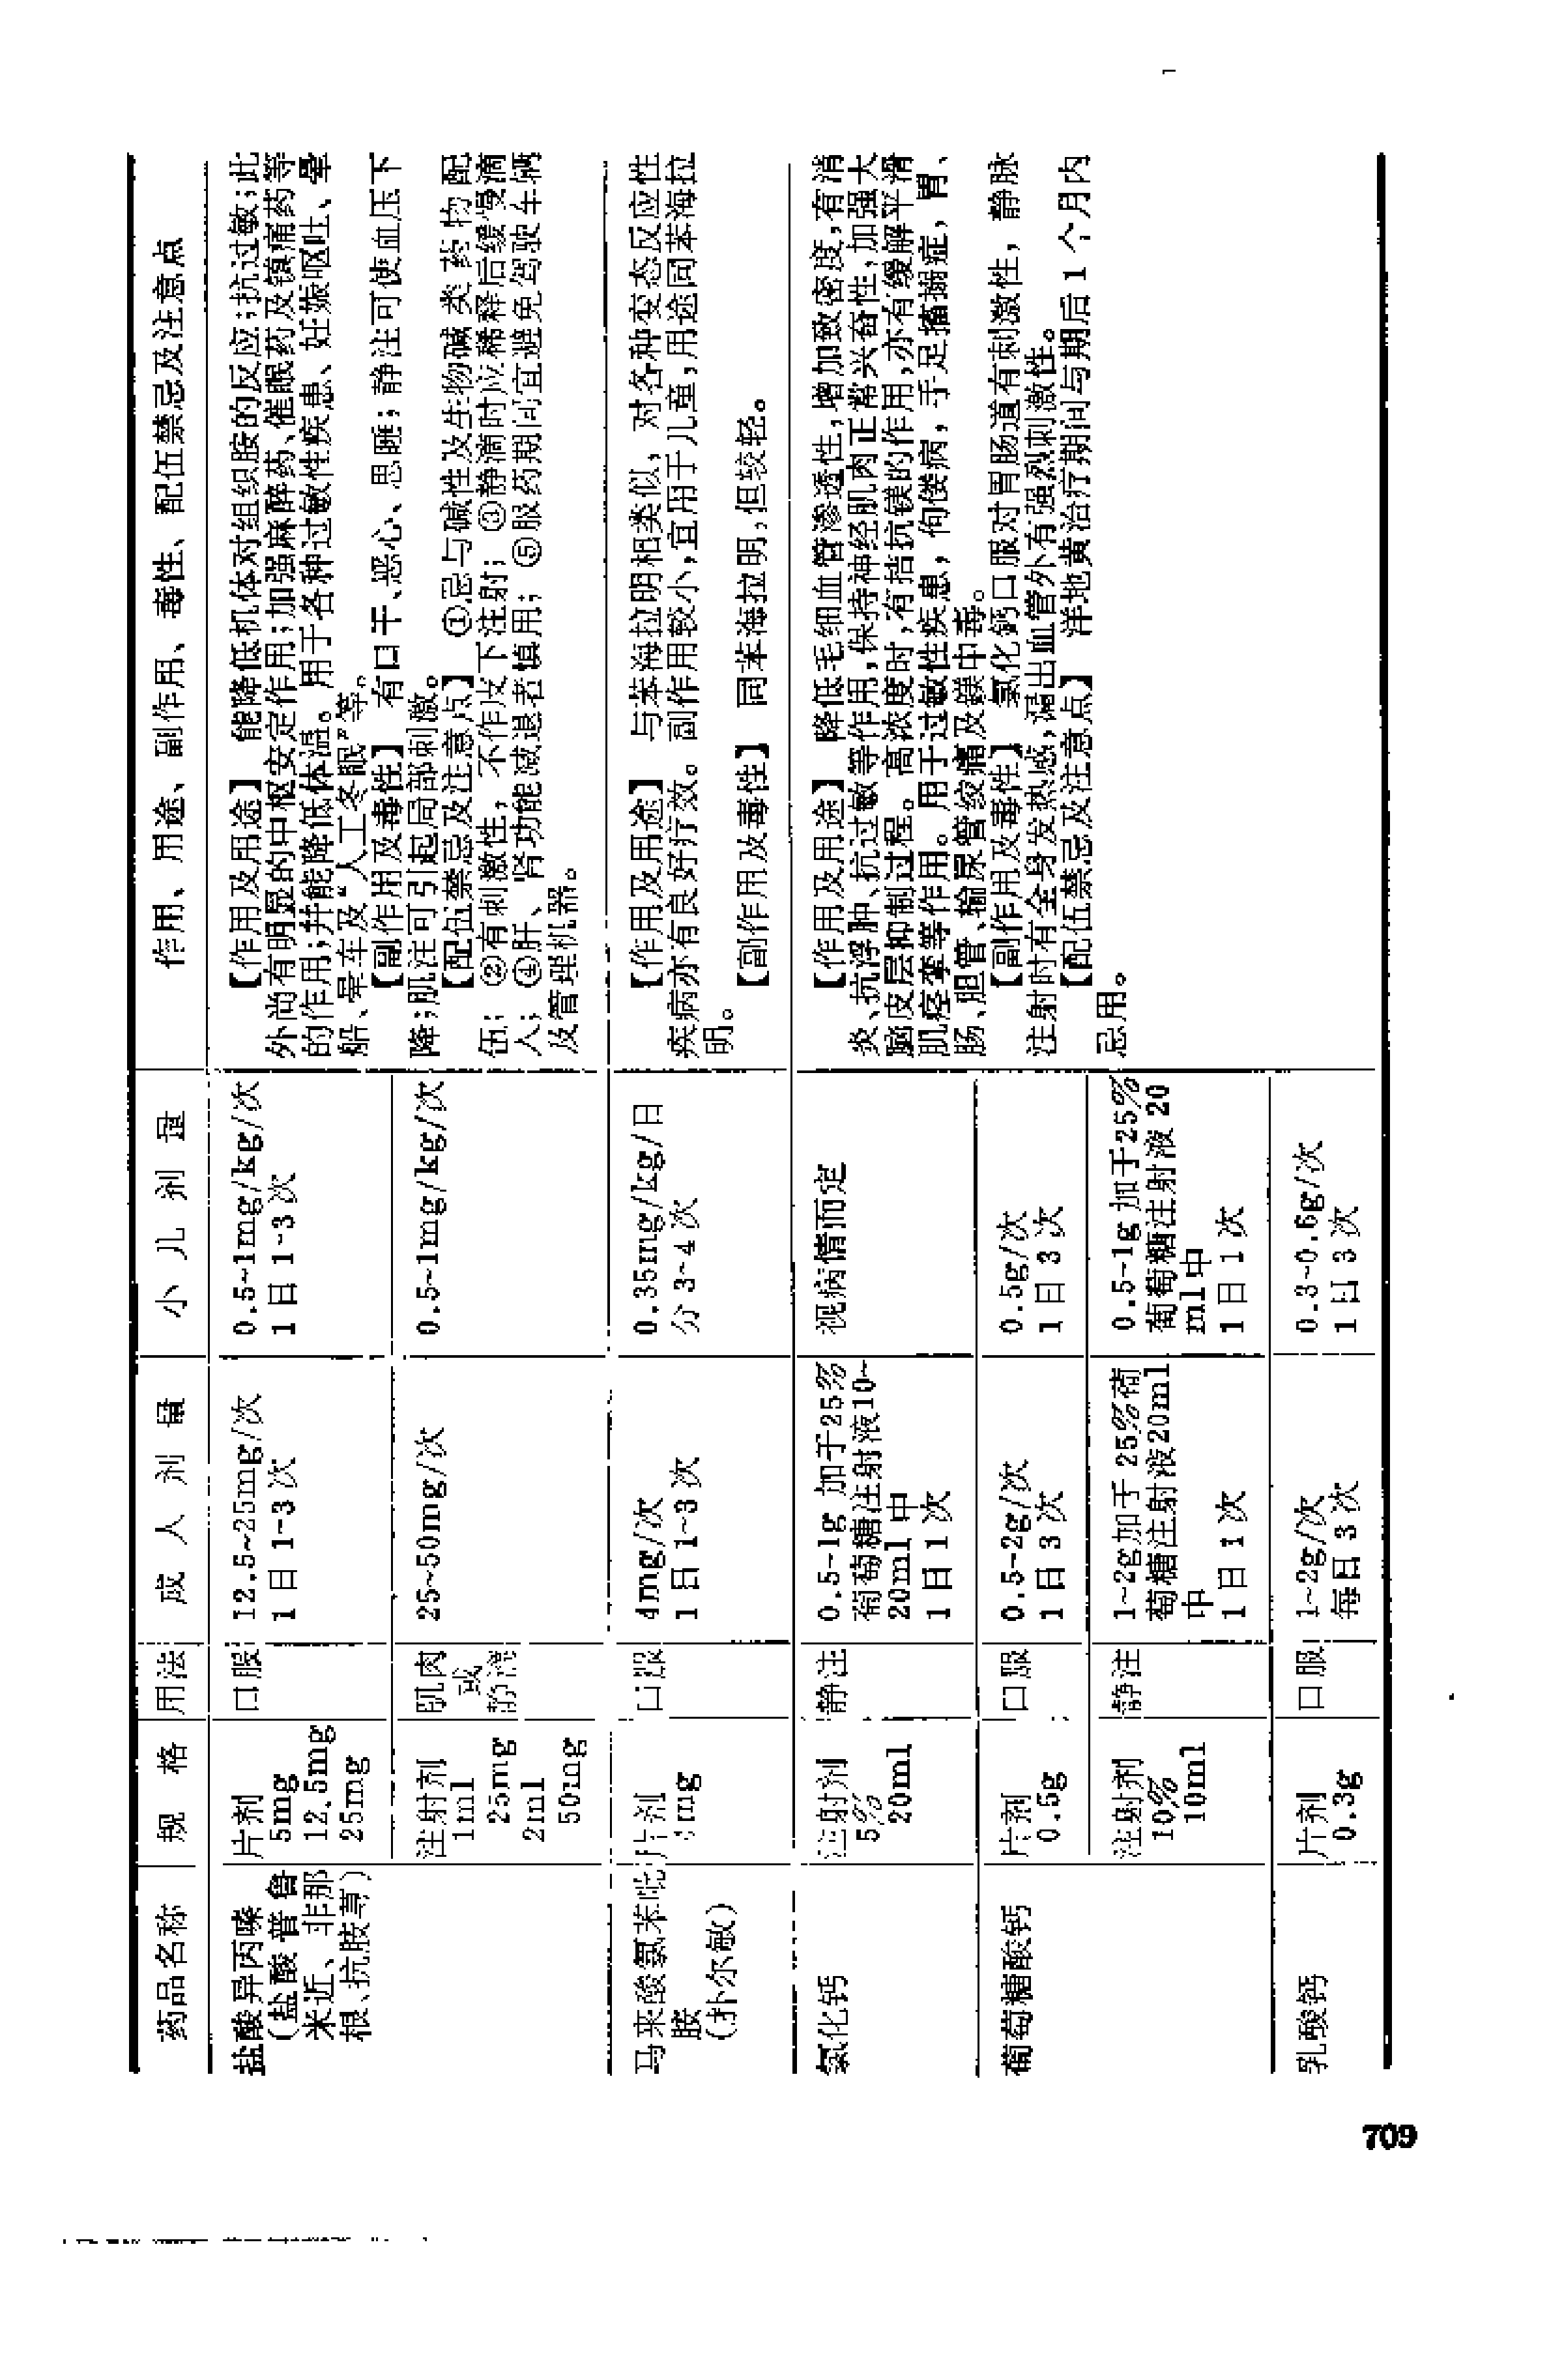 药品名称
规 格
用法
成 人 剂 量
小 儿 剂 量
作用、用途、副作用、毒性、配伍禁忌及注意点
盐酸异丙嗪
(盐酸普鲁
米近、非那
根、抗胺荨)
片剂
5mg
12.5mg
25mg
口服
12.5~25mg/次
1日1~3次
0.5~1mg/kg/次
1日1~3次
注射剂
1ml
25mg
2ml
50mg
肌肉
或
静滴
25~50mg/次
0.5~1mg/kg/次
【作用及用途】 能降低机体对组织胺的反应;抗过敏;此
外尚有明显的中枢安定作用;加强麻醉药、催眠药及镇痛药等
的作用;并能降低体温。用于各种过敏性疾患、妊娠呕吐、晕
船、晕车及“人工冬眠”等。
【副作用及毒性】 有口干、恶心、思睡;静注可使血压下
降;肌注可引起局部刺激。
【配伍禁忌及注意点】 ①忌与碱性及生物碱类药物配
伍; ②有刺激性,不作皮下注射; ③静滴时应稀释后缓慢滴
入;④肝、肾功能减退者慎用; ⑤服药期间宜避免驾驶车辆
及管理机器。
马来酸氯苯吡
胺
(扑尔敏)
片剂
mg
口服
4mg/次
1日1~3次
0.35mg/kg/日
分3~4次
【作用及用途】 与苯海拉明相类似,对各种变态反应性
疾病亦有良好疗效。副作用较小,宜用于儿童,用途同苯海拉
明。
【副作用及毒性】 同苯海拉明,但较轻。
氯化钙
注射剂
5%
20ml
静注
0.5~1g 加于25%
葡萄糖注射液10~
20ml中
1日1次
视病情而定
葡萄糖酸钙
片剂
0.5g
口服
0.5~2g/次
1日3次
0.5g/次
1日3次
注射剂
10%
10ml
静注
1~2g加于25%葡
萄糖注射液20ml
中
1日1次
0.5~1g加于25%
葡萄糖注射液20
ml中
1日1次
乳酸钙
片剂
0.3g
口服
1~2g/次
每日3次
0.3~0.6g/次
1日3次
【作用及用途】 降低毛细血管渗透性,增加致密度,有消
炎、抗浮肿、抗过敏等作用,保持神经肌肉正常兴奋性,加强大
脑皮层抑制过程。高浓度时,有拮抗镁的作用,亦有缓解平滑
肌痉挛等作用。用于过敏性疾患,佝偻病,手足搐搦症,胃、
肠、胆管、输尿管绞痛及镁中毒。
【副作用及毒性】 氯化钙口服对胃肠道有刺激性,静脉
注射时有全身发热感,漏出血管外有强烈刺激性。
【配伍禁忌及注意点】 洋地黄治疗期间与期后1个月内
忌用。
709